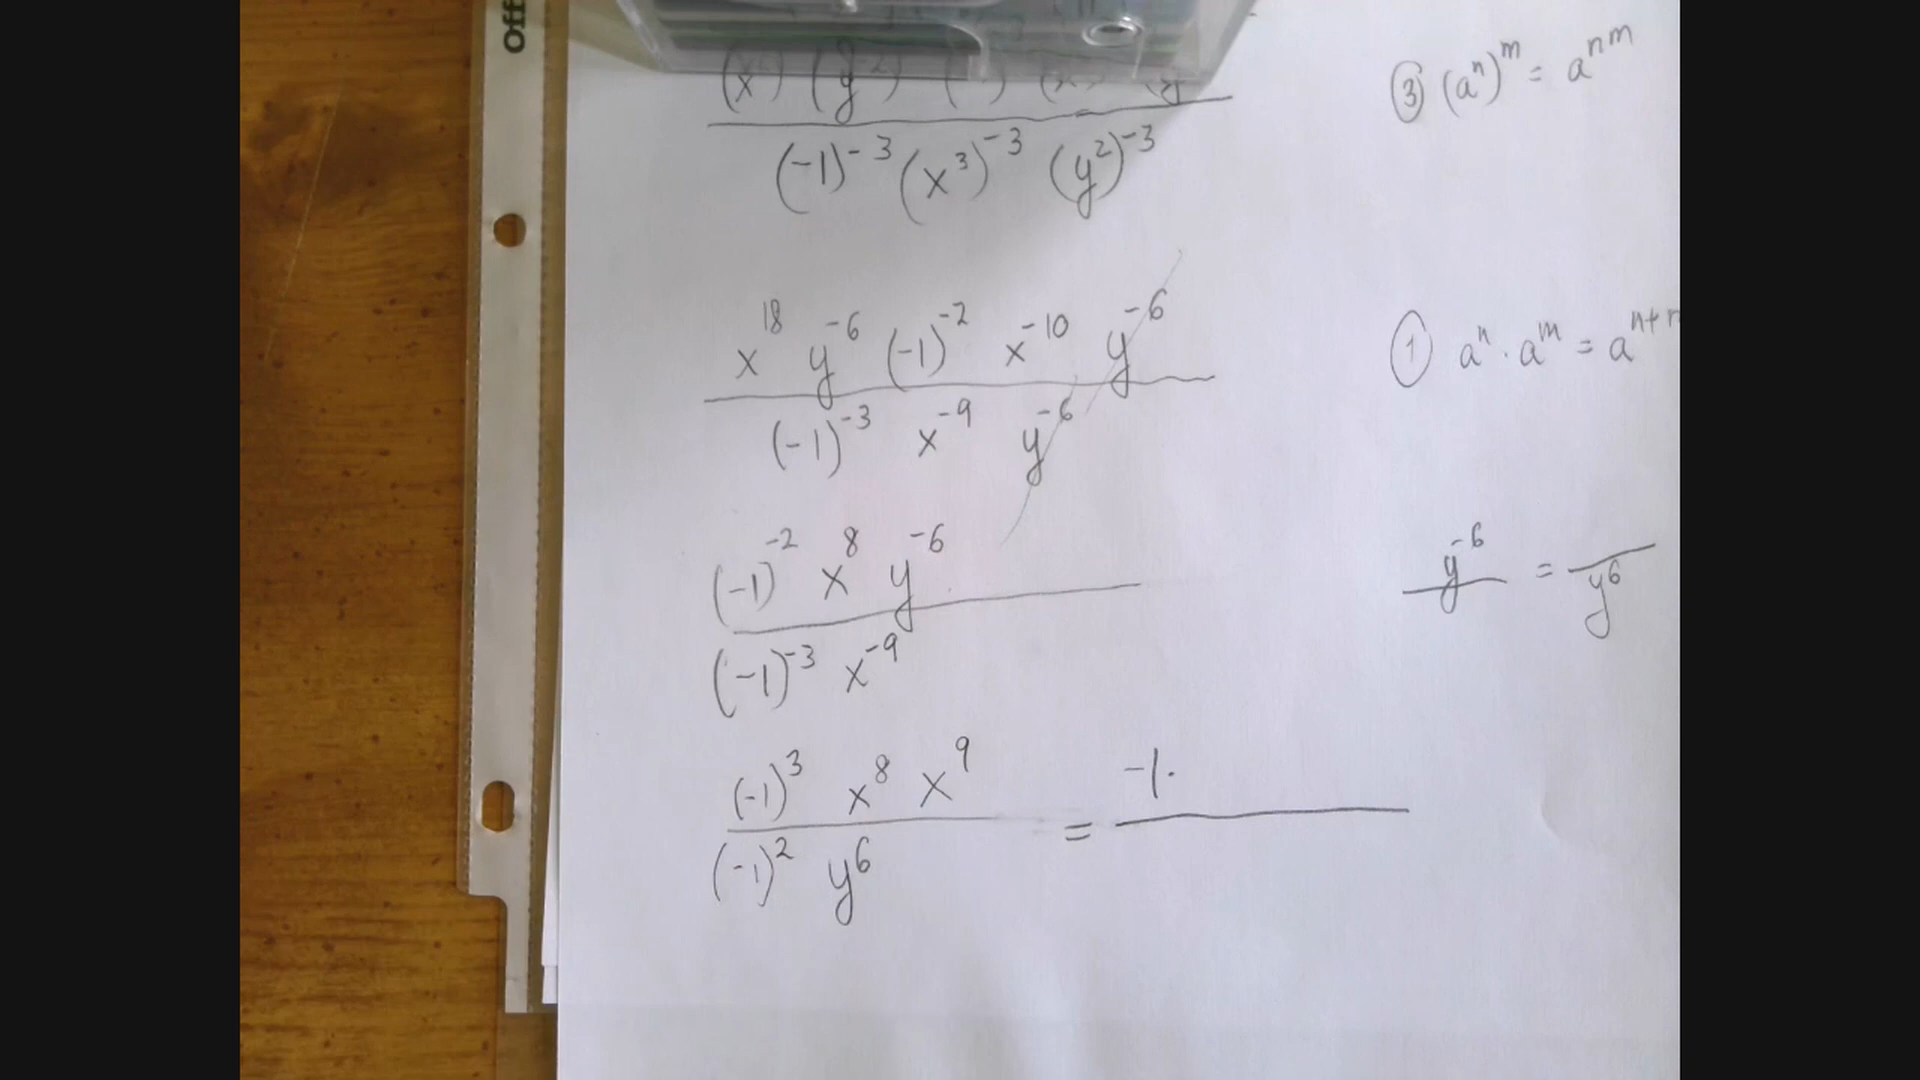 Off
(-1)^-3 (x^3)^-3 (y^2)^-3
③ (a^n)^m = a^nm
x^18 y^-6 (-1)^-2 x^-10 y^-6
(-1)^-3 x^-9 y^-6
① a^n · a^m = a^n+
(-1)^-2 x^8 y^-6
(-1)^-3 x^-9
y^-6 = / y^6
(-1)^3 x^8 x^9 = -1·
(-1)^2 y^6